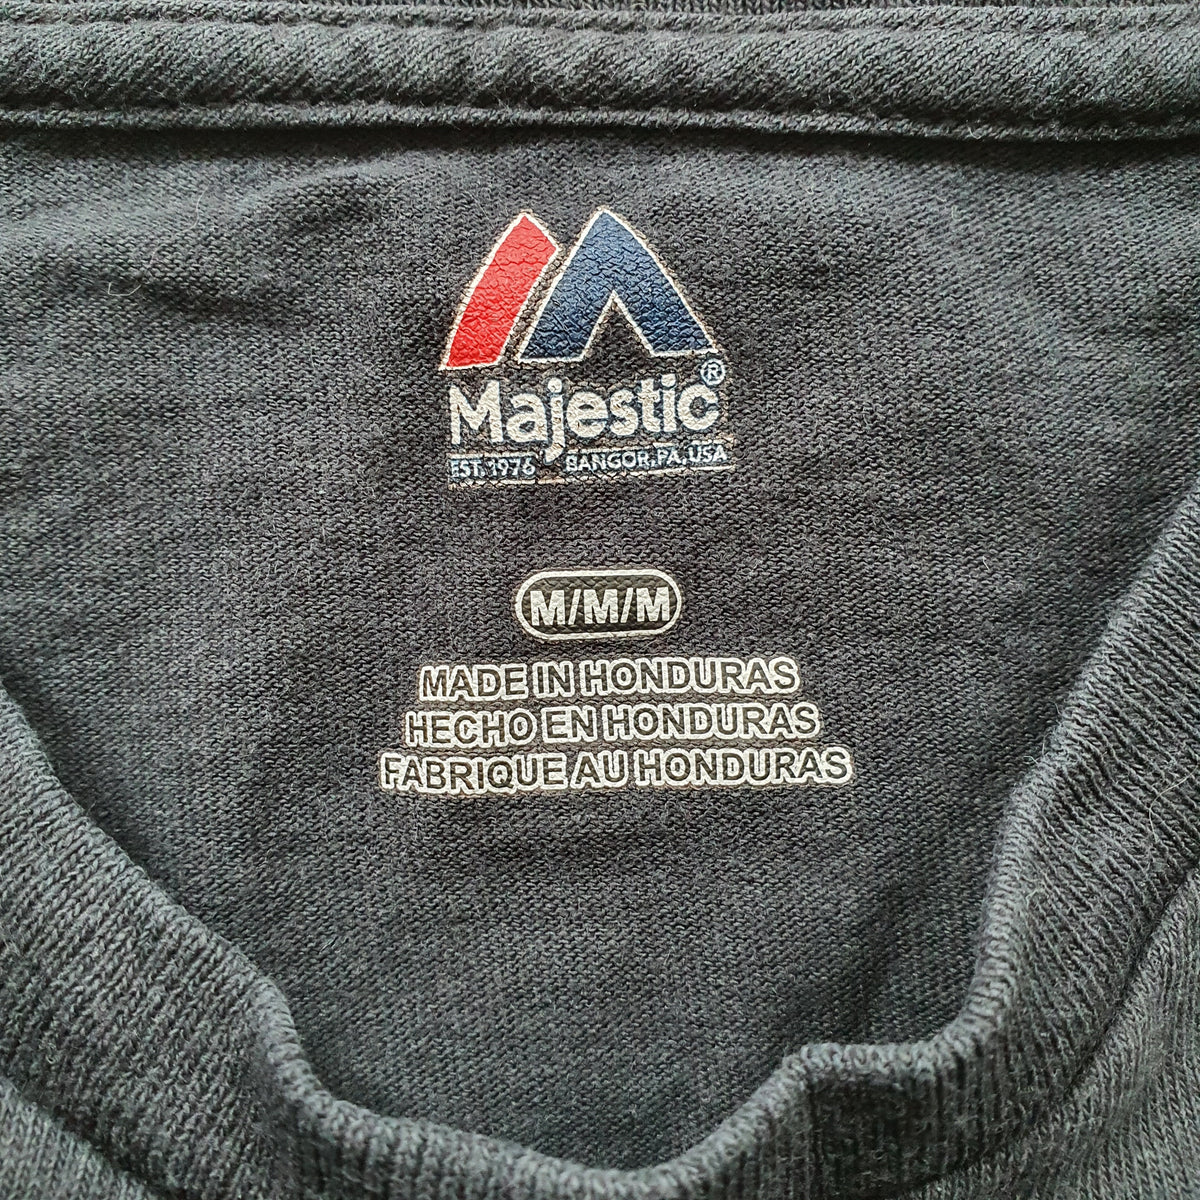 Majestic®
EST. 1976 BANGOR, PA, USA
M/M/M
MADE IN HONDURAS
HECHO EN HONDURAS
FABRIQUE AU HONDURAS